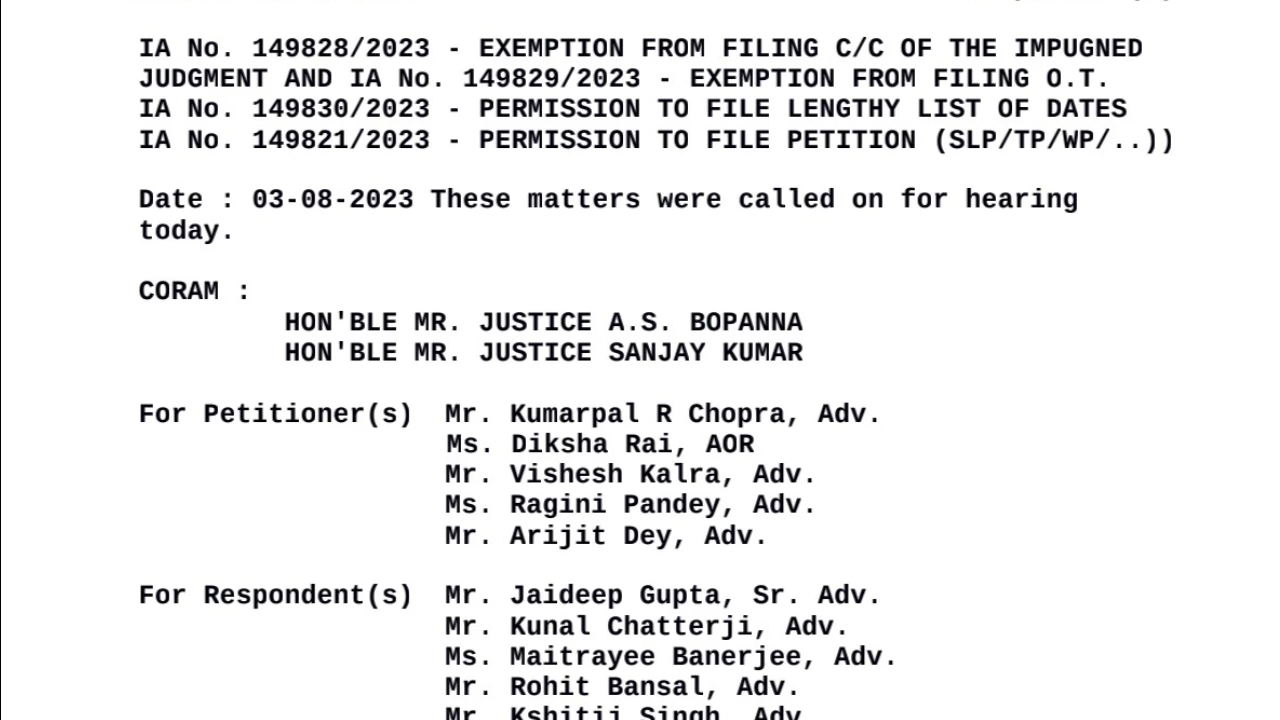 IA No. 149828/2023 - EXEMPTION FROM FILING C/C OF THE IMPUGNED
JUDGMENT AND IA No. 149829/2023 - EXEMPTION FROM FILING O.T.
IA No. 149830/2023 - PERMISSION TO FILE LENGTHY LIST OF DATES
IA No. 149821/2023 - PERMISSION TO FILE PETITION (SLP/TP/WP/..))
Date : 03-08-2023 These matters were called on for hearing
today.
CORAM :
HON'BLE MR. JUSTICE A.S. BOPANNA
HON'BLE MR. JUSTICE SANJAY KUMAR
For Petitioner(s) Mr. Kumarpal R Chopra, Adv.
Ms. Diksha Rai, AOR
Mr. Vishesh Kalra, Adv.
Ms. Ragini Pandey, Adv.
Mr. Arijit Dey, Adv.
For Respondent(s) Mr. Jaideep Gupta, Sr. Adv.
Mr. Kunal Chatterji, Adv.
Ms. Maitrayee Banerjee, Adv.
Mr. Rohit Bansal, Adv.
Mr. Kshitij Singh, Adv.